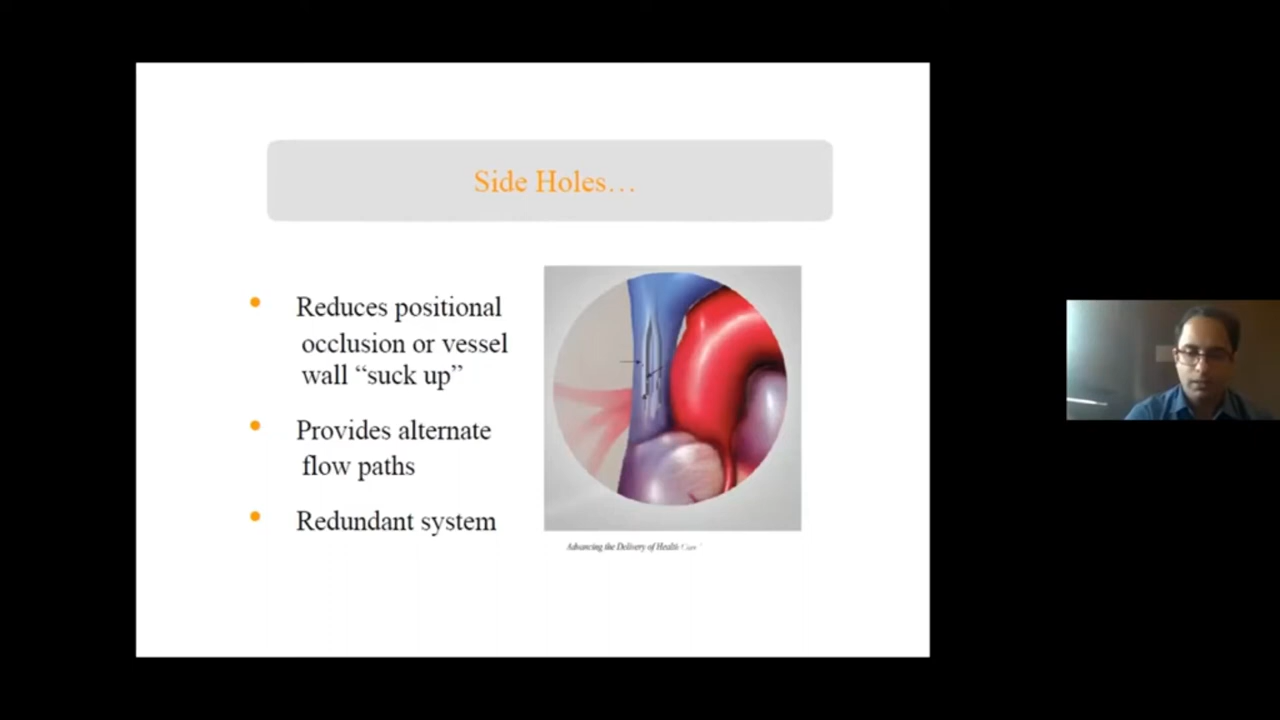 Side Holes…
Reduces positional
occlusion or vessel
wall “suck up”
Provides alternate
flow paths
Redundant system
Advancing the Delivery of Health Care